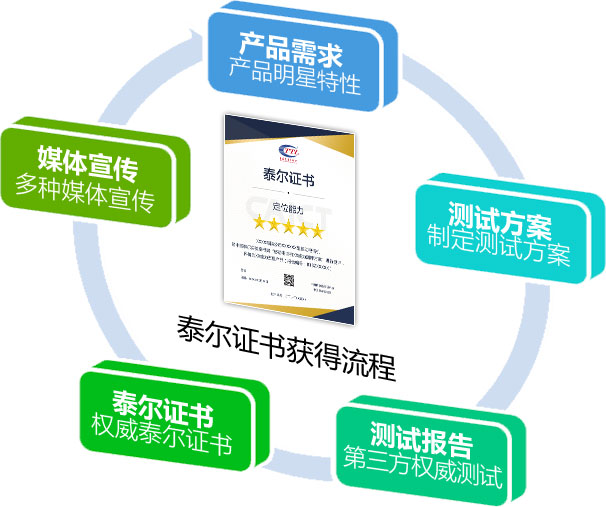 产品需求
产品明星特性
测试方案
制定测试方案
测试报告
第三方权威测试
泰尔证书
权威泰尔证书
媒体宣传
多种媒体宣传
泰尔证书
定位能力
泰尔证书获得流程